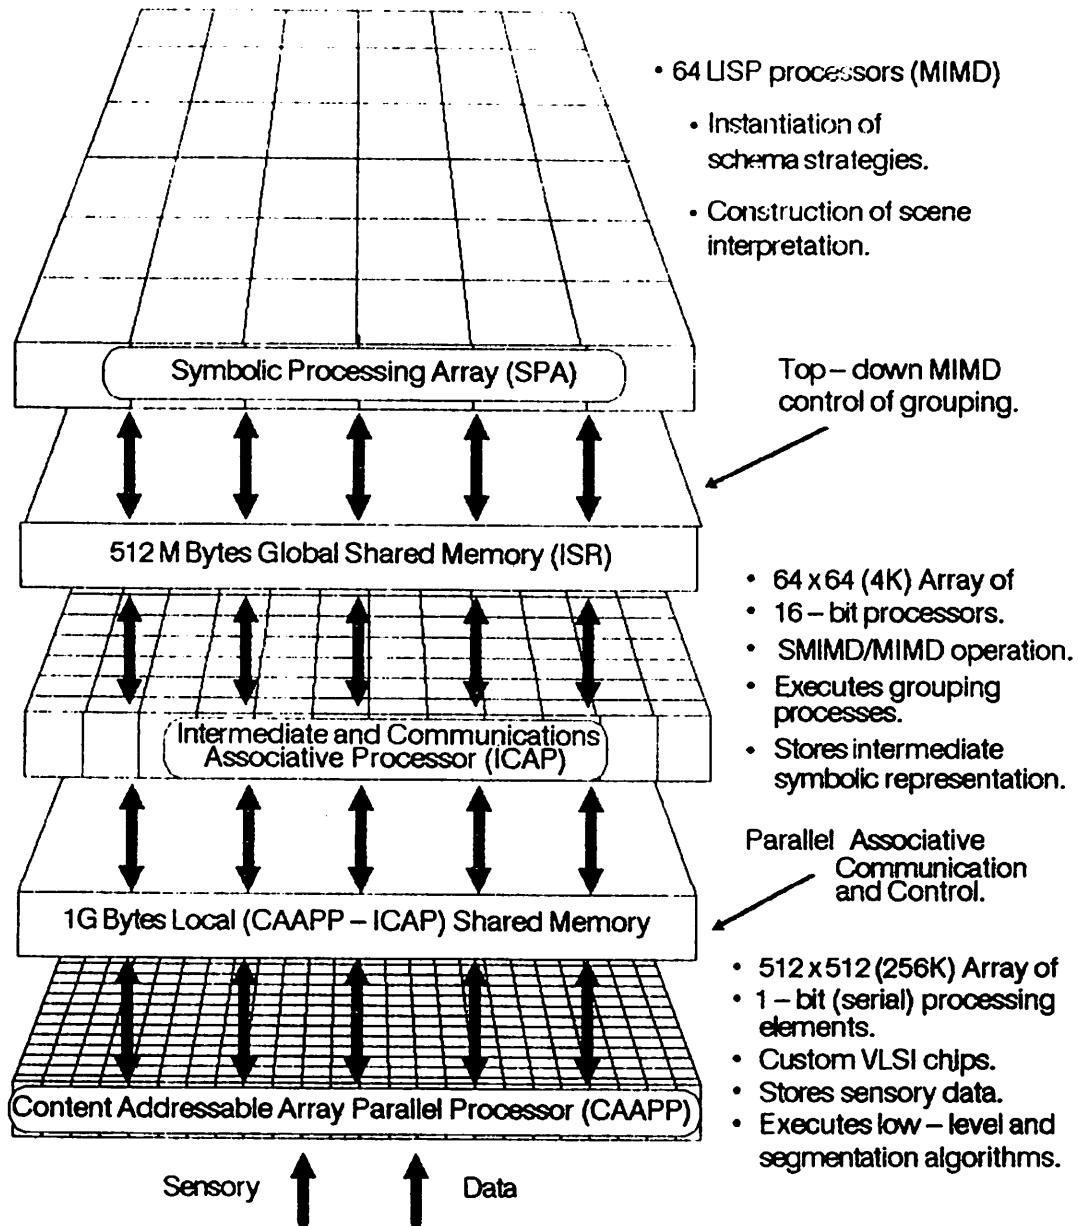 • 64 LISP processors (MIMD)
• Instantiation of
schema strategies.
• Construction of scene
interpretation.
Symbolic Processing Array (SPA)
Top – down MIMD
control of grouping.
512 M Bytes Global Shared Memory (ISR)
• 64 x 64 (4K) Array of
• 16 – bit processors.
• SMIMD/MIMD operation.
• Executes grouping
processes.
• Stores intermediate
symbolic representation.
Intermediate and Communications
Associative Processor (ICAP)
Parallel Associative
Communication
and Control.
1G Bytes Local (CAAPP – ICAP) Shared Memory
• 512 x 512 (256K) Array of
• 1 – bit (serial) processing
elements.
• Custom VLSI chips.
• Stores sensory data.
• Executes low – level and
segmentation algorithms.
Content Addressable Array Parallel Processor (CAAPP)
Sensory Data